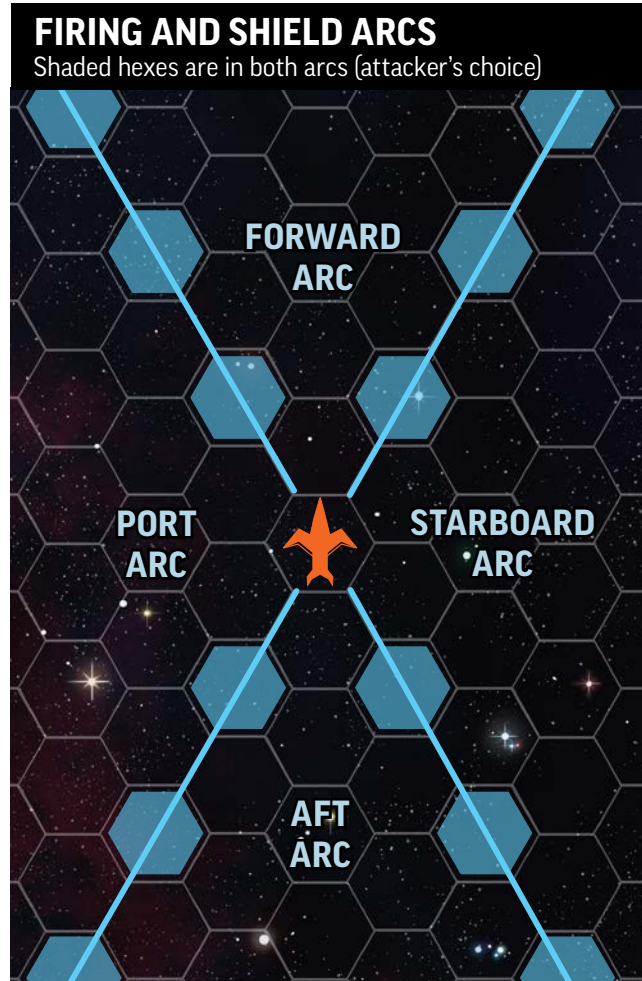 FIRING AND SHIELD ARCS
Shaded hexes are in both arcs (attacker's choice)
FORWARD
ARC
PORT
ARC
STARBOARD
ARC
AFT
ARC